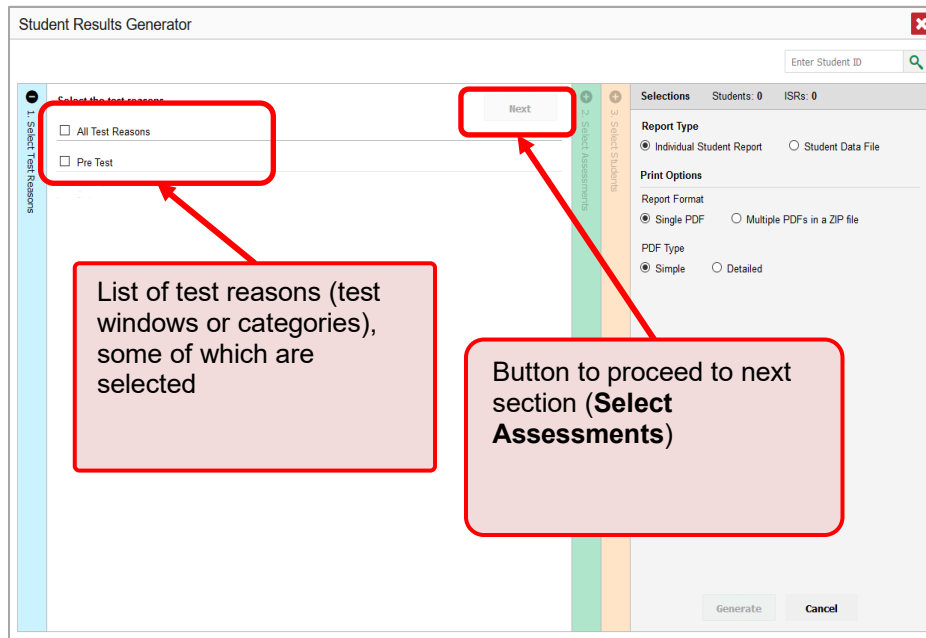 Student Results Generator
Enter Student ID
1. Select Test Reasons
Select the test reasons
Next
All Test Reasons
Pre Test
2. Select Assessments
3. Select Students
Selections Students: 0 ISRs: 0
Report Type
Individual Student Report Student Data File
Print Options
Report Format
Single PDF Multiple PDFs in a ZIP file
PDF Type
Simple Detailed
List of test reasons (test
windows or categories),
some of which are
selected
Button to proceed to next
section (Select
Assessments)
Generate Cancel